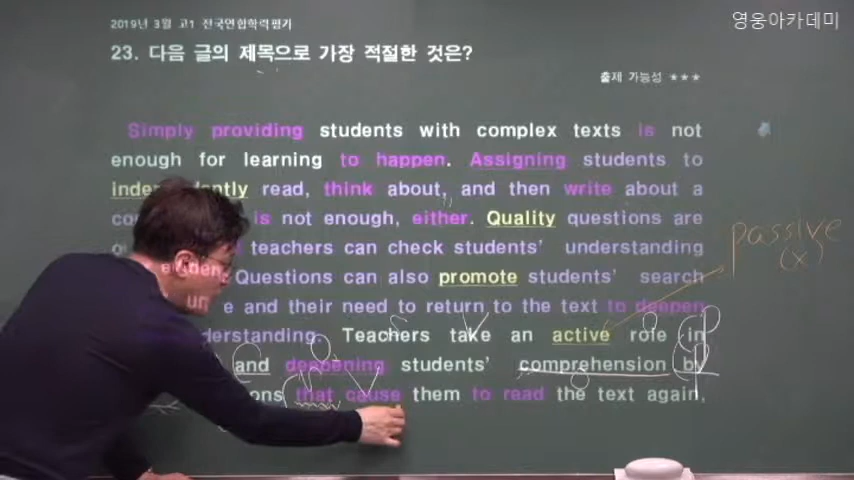 영웅아카데미
2019년 3월 고1 전국연합학력평가
23. 다음 글의 제목으로 가장 적절한 것은?
출제 가능성 ★★★
Simply providing students with complex texts is not
enough for learning to happen. Assigning students to
read, think about, and then write about a
is not enough, either. Quality questions are
teachers can check students' understanding
Questions can also promote students' search
e and their need to return to the text to deepen
derstanding. Teachers take an active role in
and deepening students' comprehension by
ons that cause them to read the text again,
passive
(x)